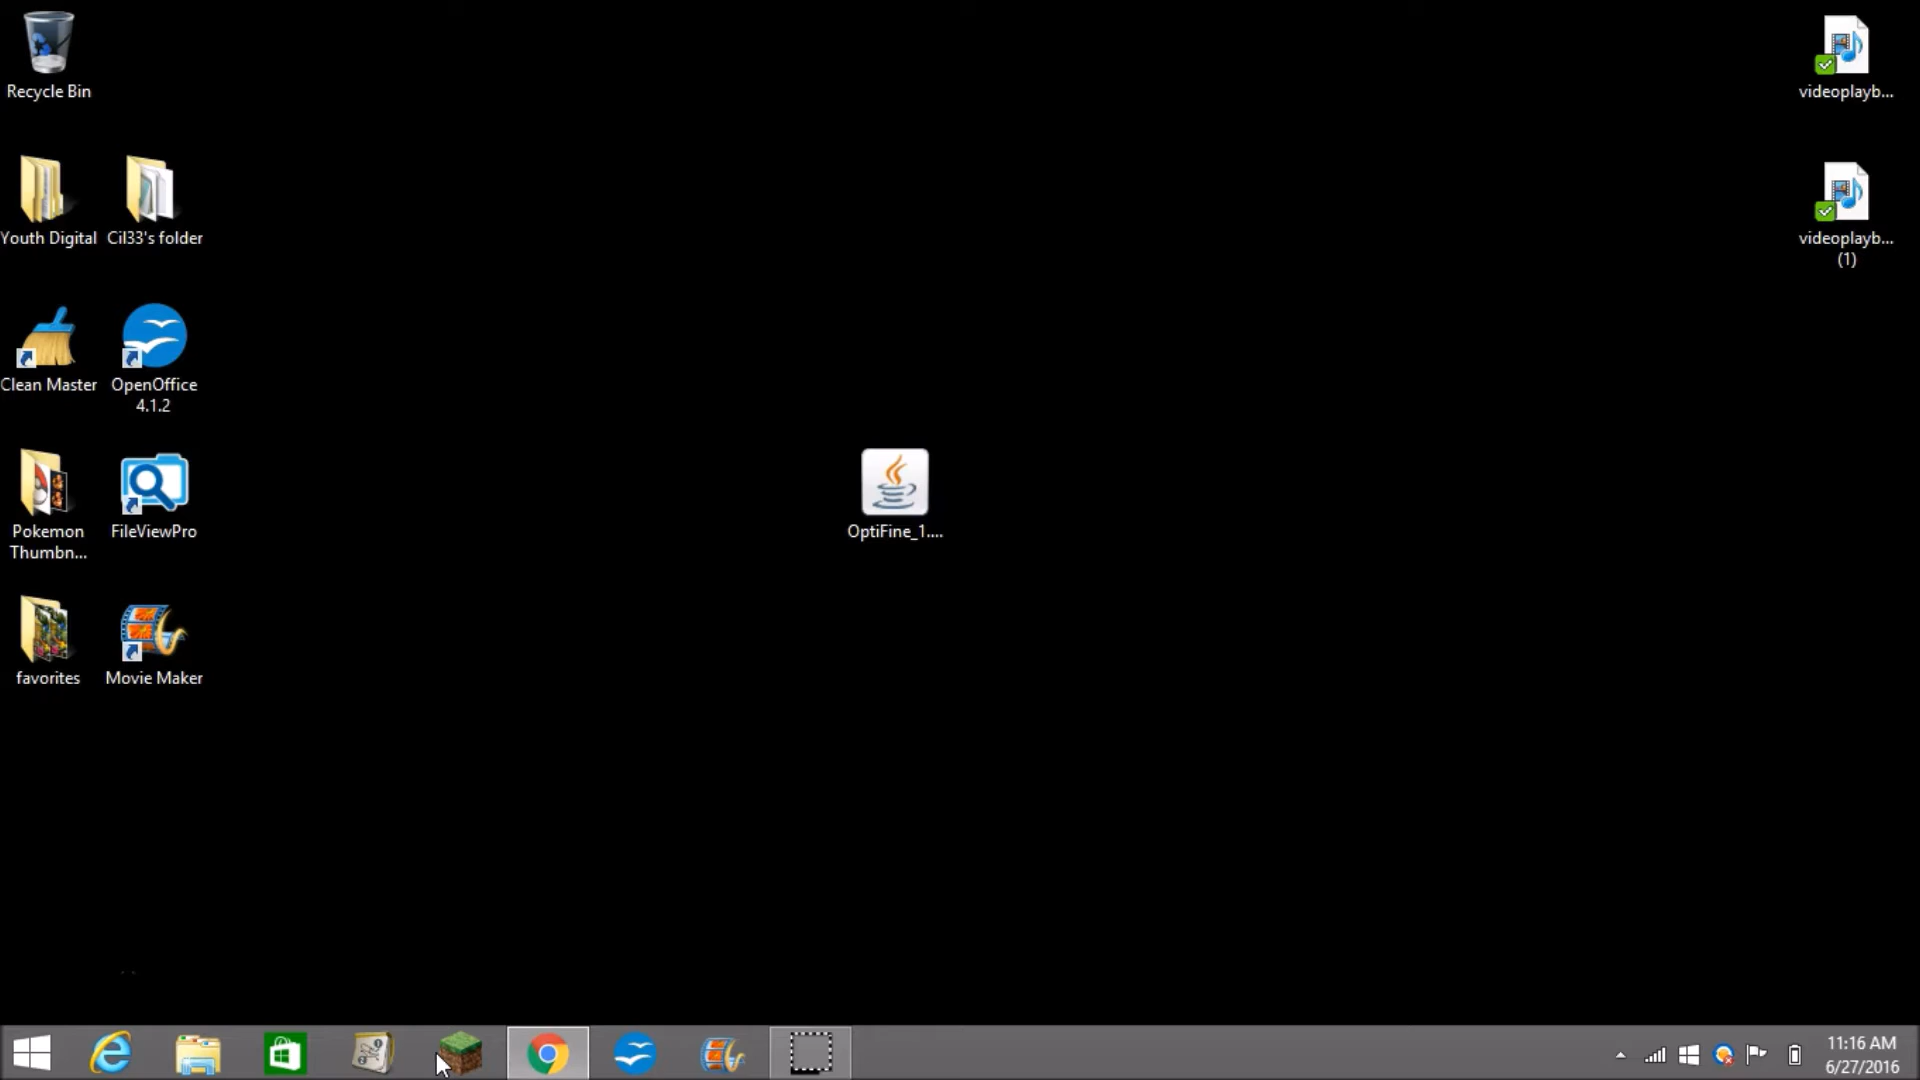 Recycle Bin
Youth Digital
Cil33's folder
Clean Master
OpenOffice
4.1.2
Pokemon
Thumbn...
FileViewPro
favorites
Movie Maker
OptiFine_1....
videoplayb...
videoplayb...
(1)
11:16 AM
6/27/2016